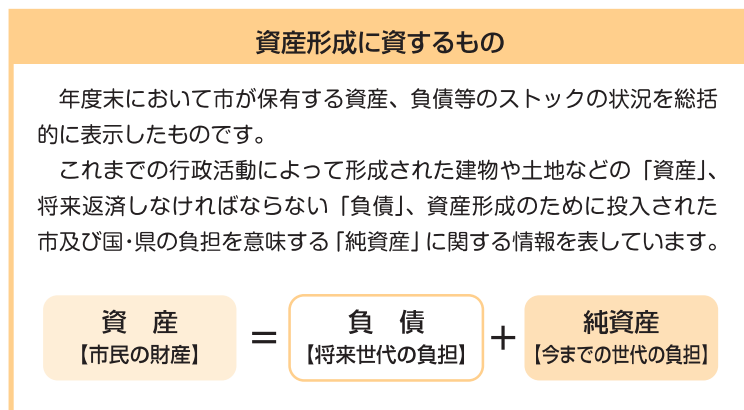 資産形成に資するもの
　年度末において市が保有する資産、負債等のストックの状況を総括
的に表示したものです。
　これまでの行政活動によって形成された建物や土地などの「資産」、
将来返済しなければならない「負債」、資産形成のために投入された
市及び国・県の負担を意味する「純資産」に関する情報を表しています。
資　産 ＝ 負　債 ＋ 純資産
【市民の財産】 【将来世代の負担】 【今までの世代の負担】